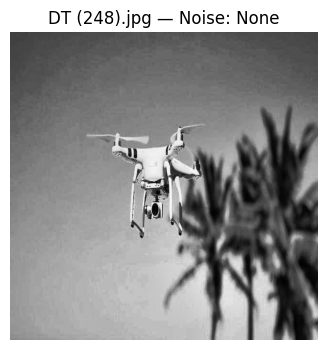 DT (248).jpg — Noise: None